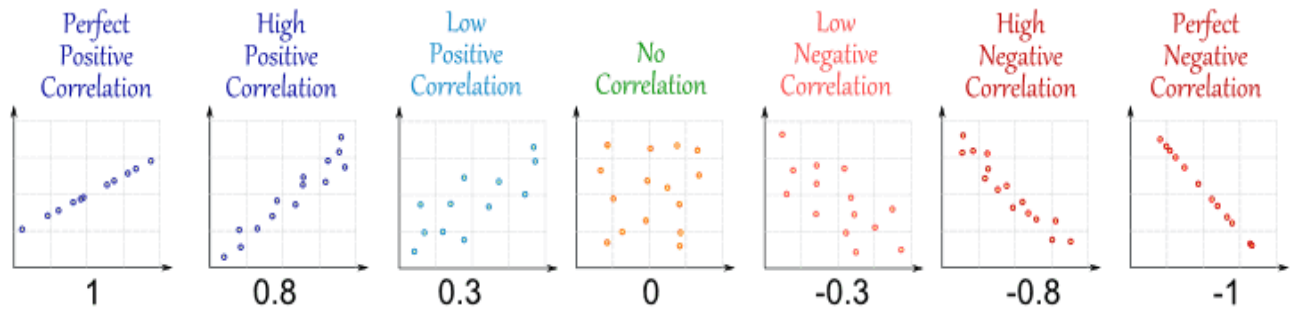 Perfect
Positive
Correlation
High
Positive
Correlation
Low
Positive
Correlation
No
Correlation
Low
Negative
Correlation
High
Negative
Correlation
Perfect
Negative
Correlation
1
0.8
0.3
0
-0.3
-0.8
-1